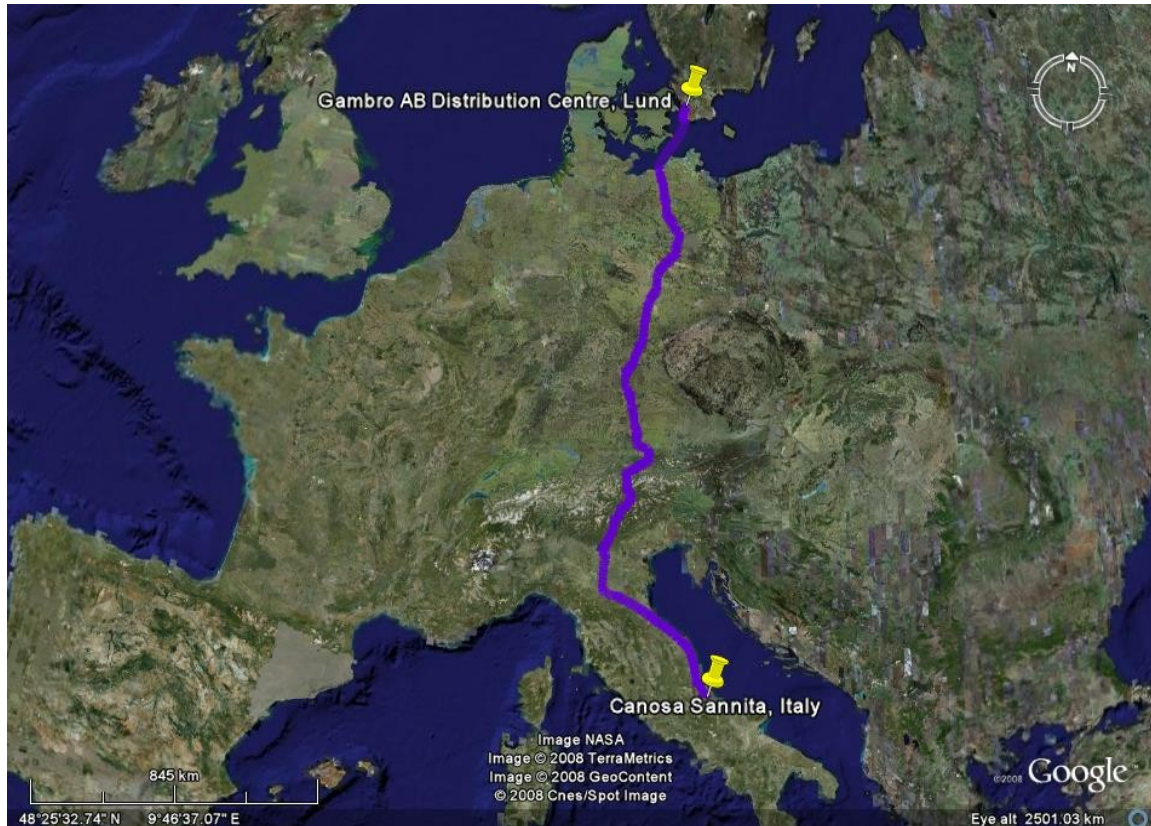 N
Gambro AB Distribution Centre, Lund
Canosa Sannita, Italy
Image NASA
Image © 2008 TerraMetrics
Image © 2008 GeoContent
© 2008 Cnes/Spot Image
845 km
©2008 Google™
48°25'32.74" N 9°46'37.07" E
Eye alt 2501.03 km